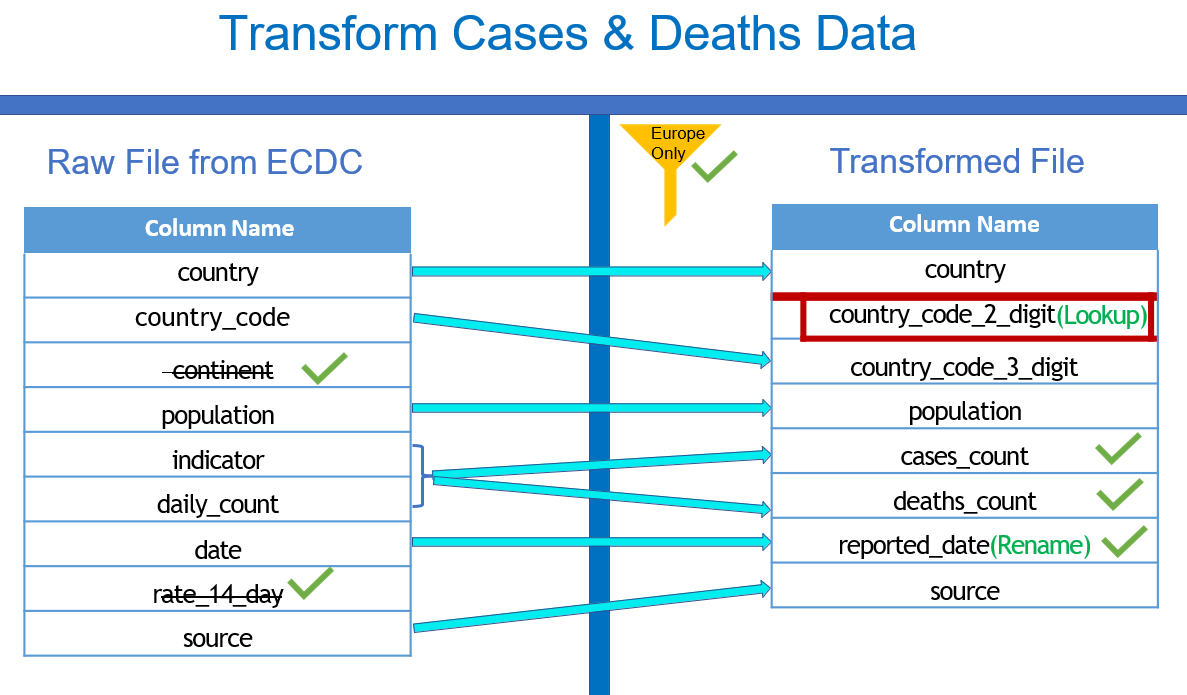 Transform Cases & Deaths Data
Raw File from ECDC
Europe
Only
Transformed File
Column Name
country
country_code
continent
population
indicator
daily_count
date
rate_14_day
source
Column Name
country
country_code_2_digit(Lookup)
country_code_3_digit
population
cases_count
deaths_count
reported_date(Rename)
source